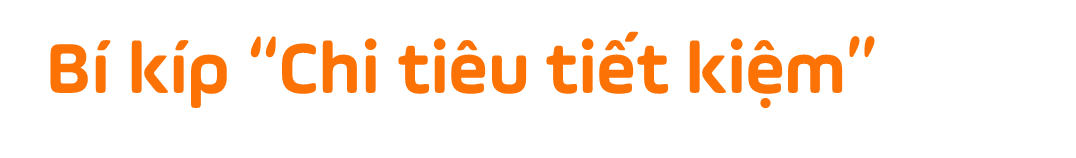 Bí kíp “Chi tiêu tiết kiệm”